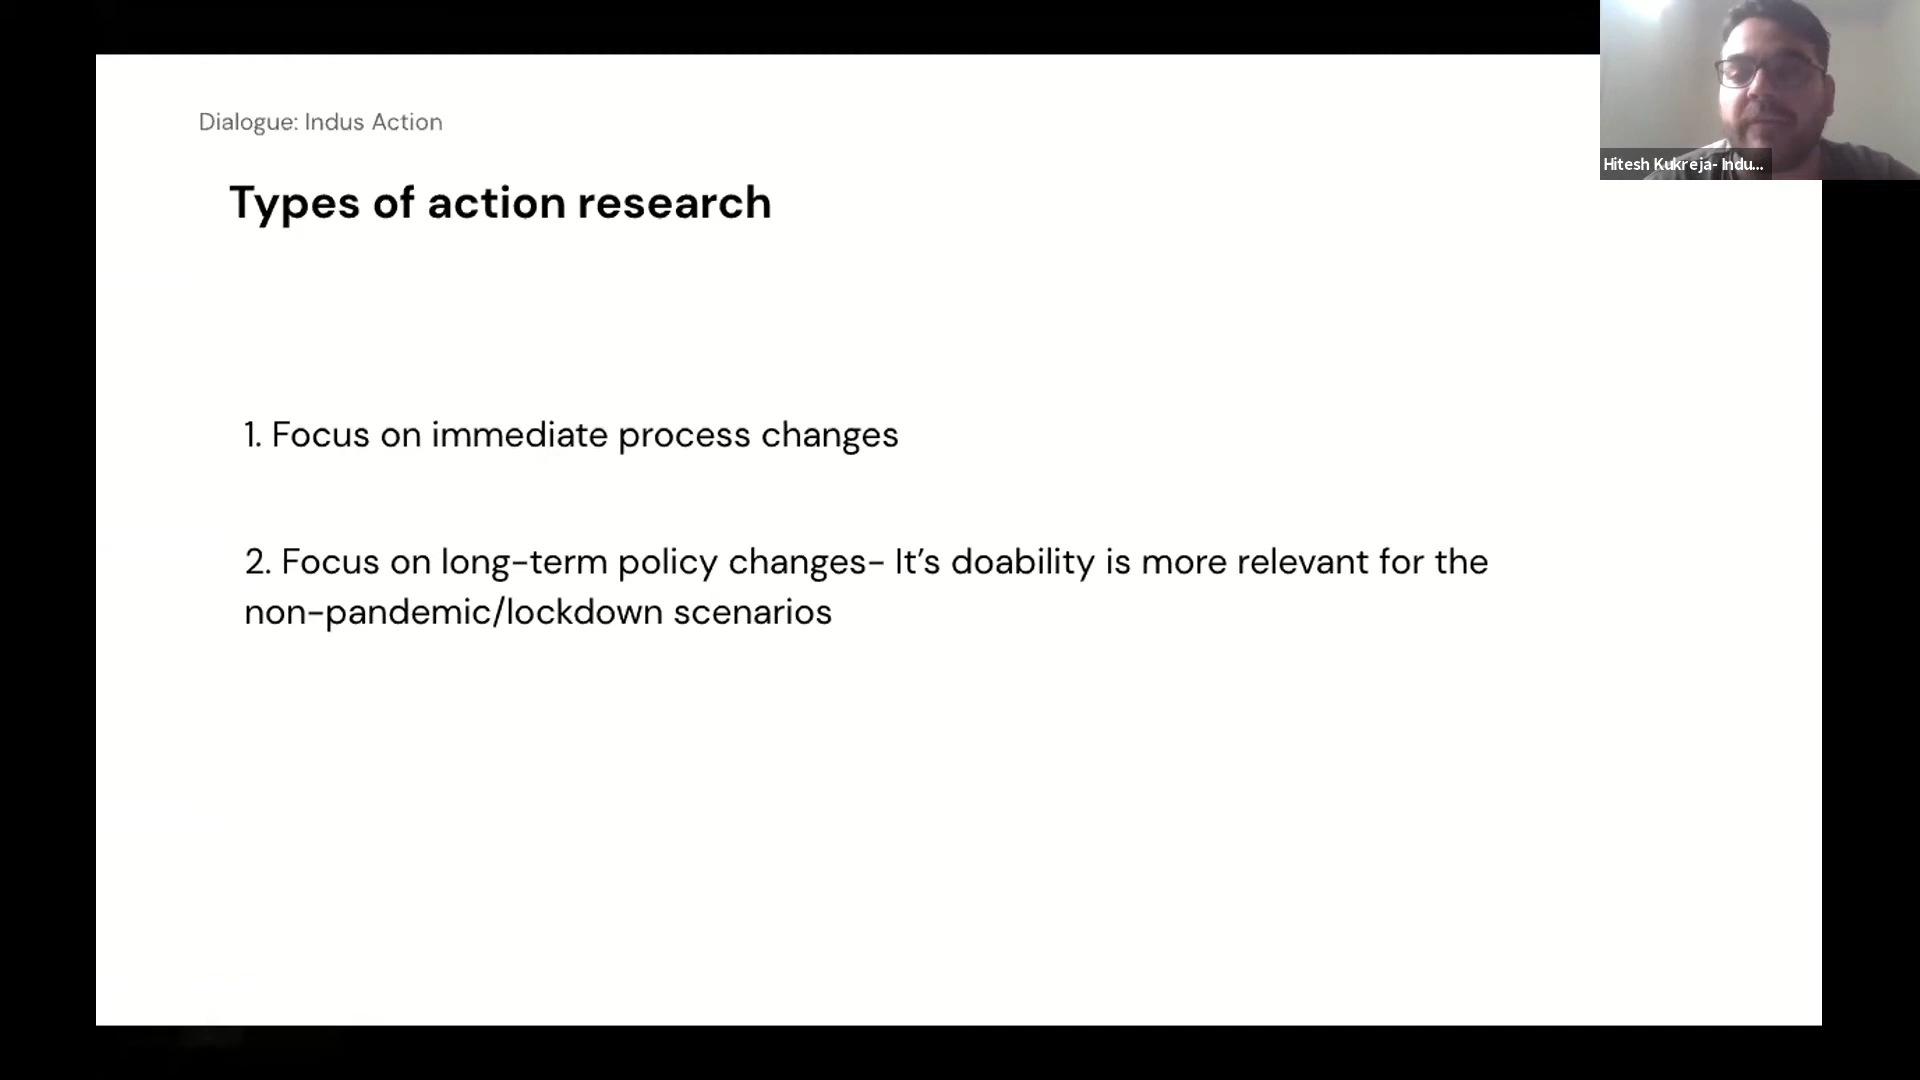 Dialogue: Indus Action
Types of action research
1. Focus on immediate process changes
2. Focus on long-term policy changes- It’s doability is more relevant for the
non-pandemic/lockdown scenarios
Hitesh Kukreja- Indu...